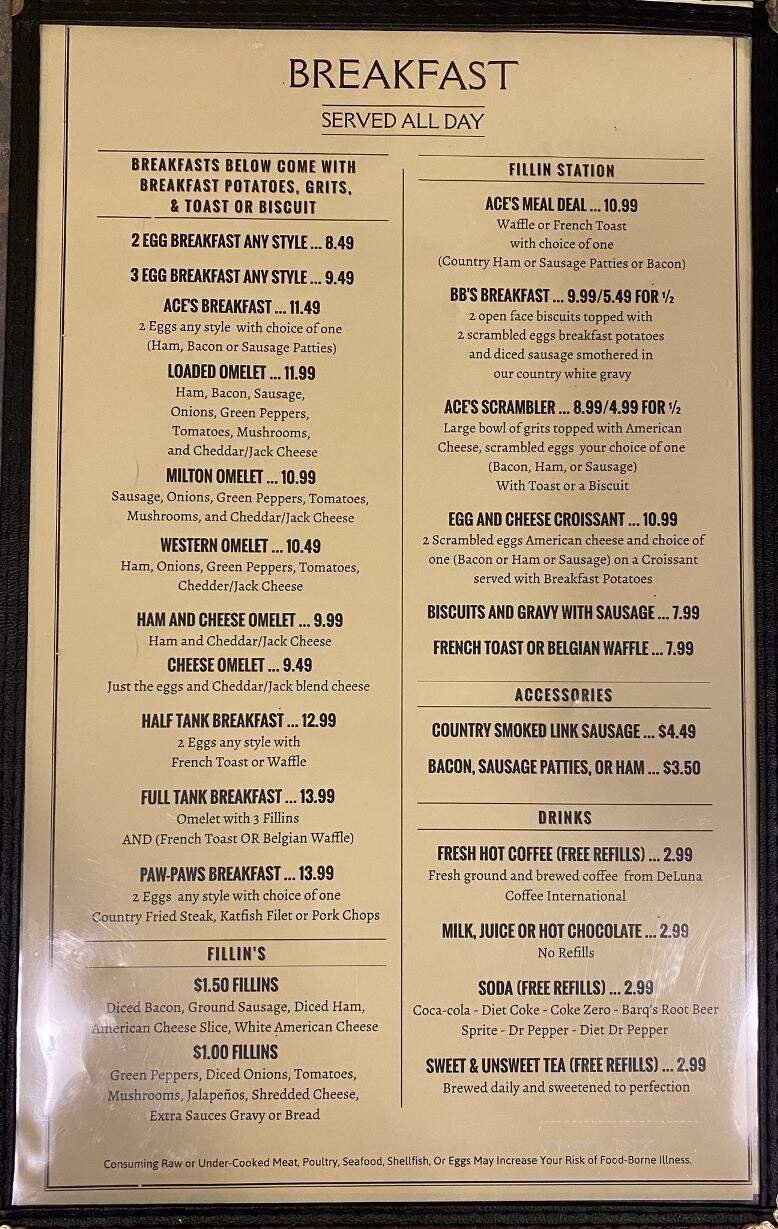 BREAKFAST
SERVED ALL DAY
BREAKFASTS BELOW COME WITH
BREAKFAST POTATOES, GRITS,
& TOAST OR BISCUIT
2 EGG BREAKFAST ANY STYLE ... 8.49
3 EGG BREAKFAST ANY STYLE ... 9.49
ACE'S BREAKFAST ... 11.49
2 Eggs any style with choice of one
(Ham, Bacon or Sausage Patties)
LOADED OMELET ... 11.99
Ham, Bacon, Sausage,
Onions, Green Peppers,
Tomatoes, Mushrooms,
and Cheddar/Jack Cheese
MILTON OMELET ... 10.99
Sausage, Onions, Green Peppers, Tomatoes,
Mushrooms, and Cheddar/Jack Cheese
WESTERN OMELET ... 10.49
Ham, Onions, Green Peppers, Tomatoes,
Chedder/Jack Cheese
HAM AND CHEESE OMELET ... 9.99
Ham and Cheddar/Jack Cheese
CHEESE OMELET ... 9.49
Just the eggs and Cheddar/Jack blend cheese
HALF TANK BREAKFAST ... 12.99
2 Eggs any style with
French Toast or Waffle
FULL TANK BREAKFAST ... 13.99
Omelet with 3 Fillins
AND (French Toast OR Belgian Waffle)
PAW-PAWS BREAKFAST ... 13.99
2 Eggs any style with choice of one
Country Fried Steak, Katfish Filet or Pork Chops
FILLIN'S
$1.50 FILLINS
Diced Bacon, Ground Sausage, Diced Ham,
American Cheese Slice, White American Cheese
$1.00 FILLINS
Green Peppers, Diced Onions, Tomatoes,
Mushrooms, Jalapeños, Shredded Cheese,
Extra Sauces Gravy or Bread
FILLIN STATION
ACE'S MEAL DEAL ... 10.99
Waffle or French Toast
with choice of one
(Country Ham or Sausage Patties or Bacon)
BB'S BREAKFAST ... 9.99/5.49 FOR ½
2 open face biscuits topped with
2 scrambled eggs breakfast potatoes
and diced sausage smothered in
our country white gravy
ACE'S SCRAMBLER ... 8.99/4.99 FOR ½
Large bowl of grits topped with American
Cheese, scrambled eggs your choice of one
(Bacon, Ham, or Sausage)
With Toast or a Biscuit
EGG AND CHEESE CROISSANT ... 10.99
2 Scrambled eggs American cheese and choice of
one (Bacon or Ham or Sausage) on a Croissant
served with Breakfast Potatoes
BISCUITS AND GRAVY WITH SAUSAGE ... 7.99
FRENCH TOAST OR BELGIAN WAFFLE ... 7.99
ACCESSORIES
COUNTRY SMOKED LINK SAUSAGE ... $4.49
BACON, SAUSAGE PATTIES, OR HAM ... $3.50
DRINKS
FRESH HOT COFFEE (FREE REFILLS) ... 2.99
Fresh ground and brewed coffee from DeLuna
Coffee International
MILK, JUICE OR HOT CHOCOLATE ... 2.99
No Refills
SODA (FREE REFILLS) ... 2.99
Coca-cola - Diet Coke - Coke Zero - Barq's Root Beer
Sprite - Dr Pepper - Diet Dr Pepper
SWEET & UNSWEET TEA (FREE REFILLS) ... 2.99
Brewed daily and sweetened to perfection
Consuming Raw or Under-Cooked Meat, Poultry, Seafood, Shellfish, Or Eggs May Increase Your Risk of Food-Borne Illness.